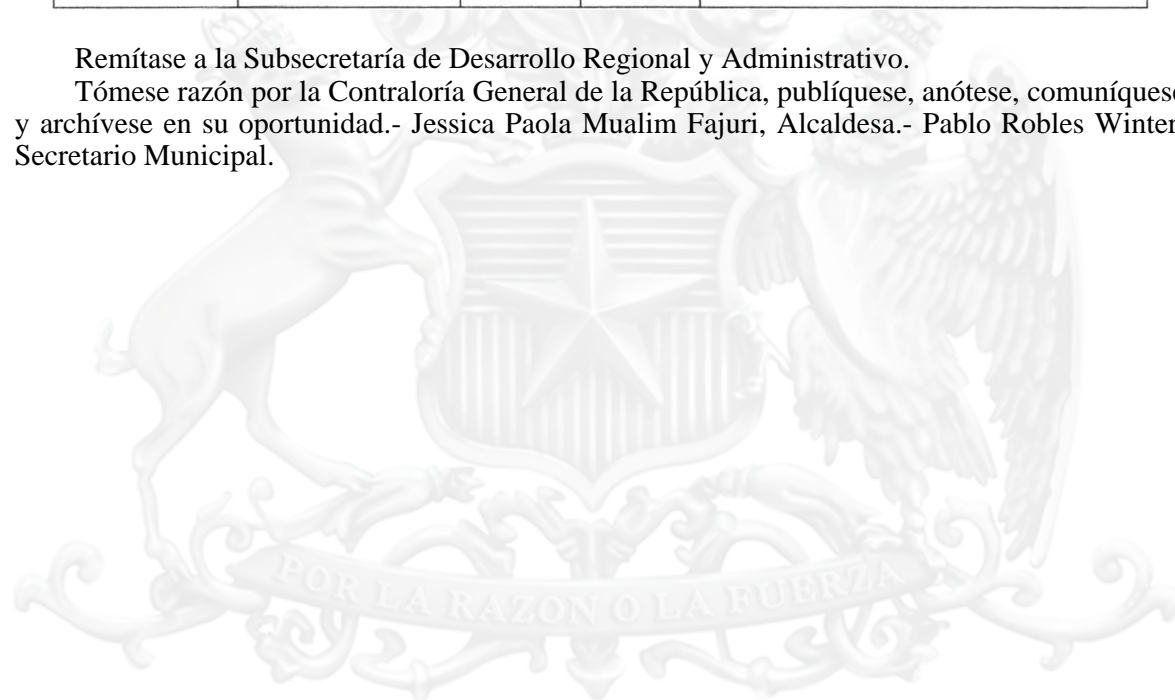 Remítase a la Subsecretaría de Desarrollo Regional y Administrativo.
Tómese razón por la Contraloría General de la República, publíquese, anótese, comuníquese
y archívese en su oportunidad.- Jessica Paola Mualim Fajuri, Alcaldesa.- Pablo Robles Winter
Secretario Municipal.
POR LA RAZON O LA FUERZA